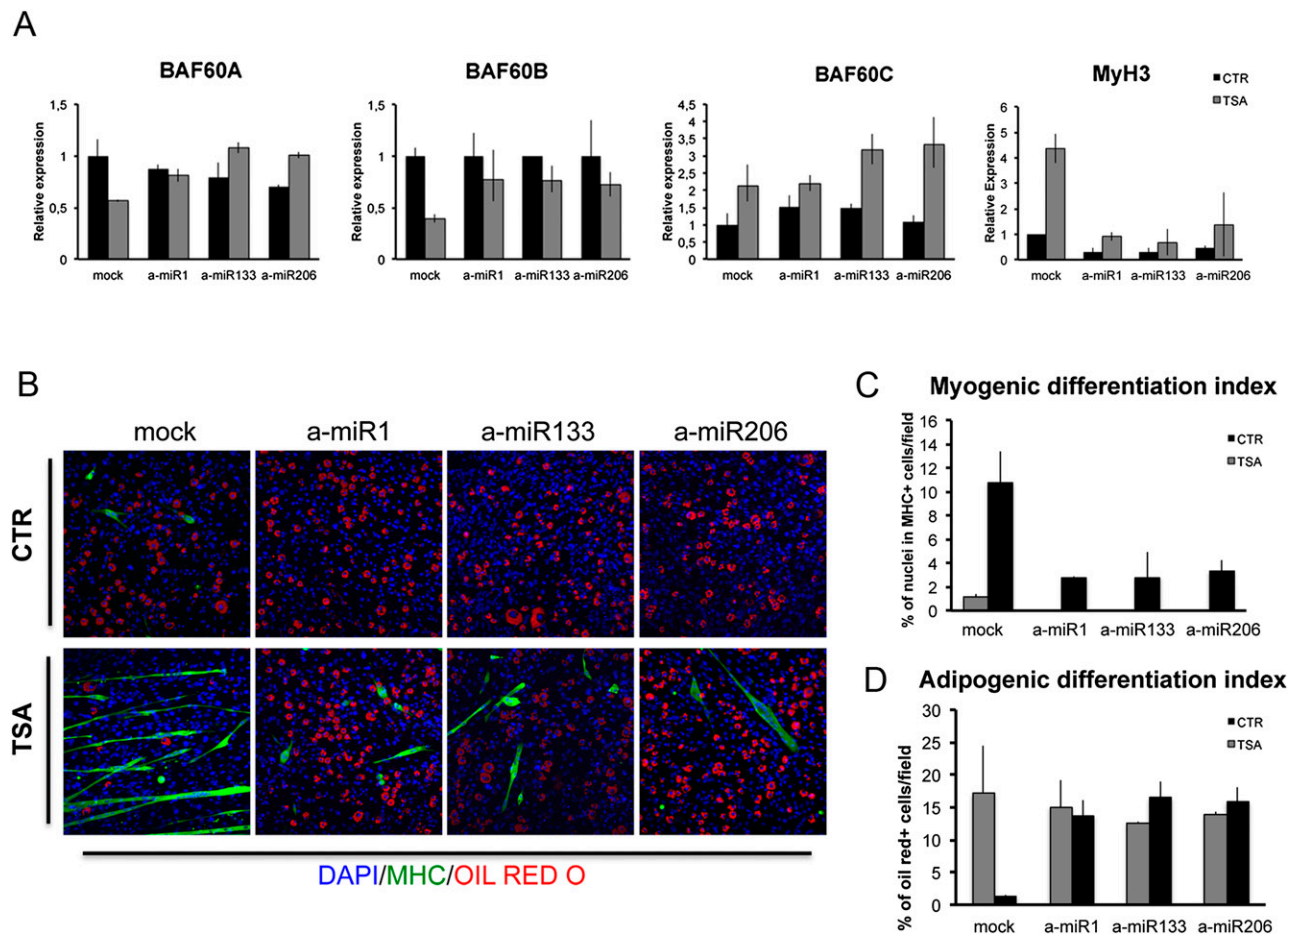 A
BAF60A
BAF60B
BAF60C
MyH3
CTR
TSA
Relative expression
1,5
1
0,5
0
mock a-miR1 a-miR133 a-miR206
Relative expression
1,5
1
0,5
0
mock a-miR1 a-miR133 a-miR206
Relative expression
4,5
4
3,5
3
2,5
2
1,5
1
0,5
0
mock a-miR1 a-miR133 a-miR206
Relative Expression
6
5
4
3
2
1
0
mock a-miR1 a-miR133 a-miR206
B
mock a-miR1 a-miR133 a-miR206
CTR
TSA
DAPI/MHC/OIL RED O
C
Myogenic differentiation index
CTR
TSA
% of nuclei in MHC+ cells/field
16
14
12
10
8
6
4
2
0
mock a-miR1 a-miR133 a-miR206
D
Adipogenic differentiation index
CTR
TSA
% of oil red+ cells/field
30
25
20
15
10
5
0
mock a-miR1 a-miR133 a-miR206